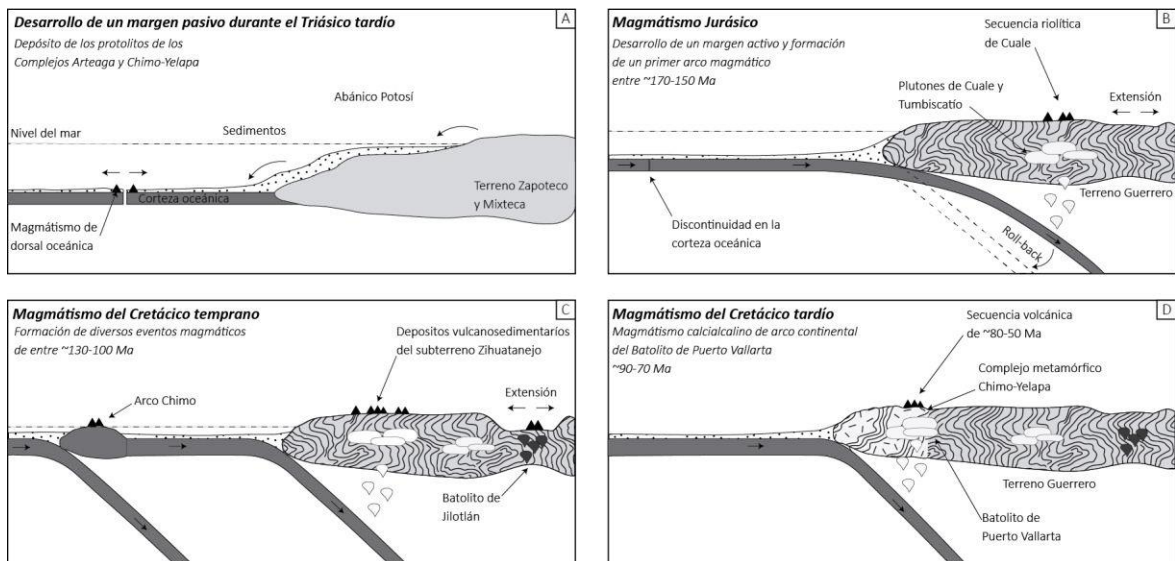 Desarrollo de un margen pasivo durante el Triásico tardío
A
Depósito de los protolitos de los
Complejos Arteaga y Chimo-Yelapa
Abánico Potosí
Nivel del mar
Sedimentos
Terreno Zapoteco
y Mixteca
Corteza oceánica
Magmátismo de
dorsal oceánica
Magmátismo Jurásico
B
Desarrollo de un margen activo y formación
de un primer arco magmático
entre ~170-150 Ma
Secuencia riolítica
de Cuale
Plutones de Cuale y
Tumbiscatío
Extensión
Terreno Guerrero
Discontinuidad en la
corteza oceánica
Roll-back
Magmátismo del Cretácico temprano
C
Formación de diversos eventos magmáticos
de entre ~130-100 Ma
Depositos vulcanosedimentaríos
del subterreno Zihuatanejo
Extensión
Arco Chimo
Batolito de
Jilotlán
Magmátismo del Cretácico tardío
D
Magmátismo calcialcalino de arco continental
del Batolito de Puerto Vallarta
~90-70 Ma
Secuencia volcánica
de ~80-50 Ma
Complejo metamórfico
Chimo-Yelapa
Terreno Guerrero
Batolito de
Puerto Vallarta